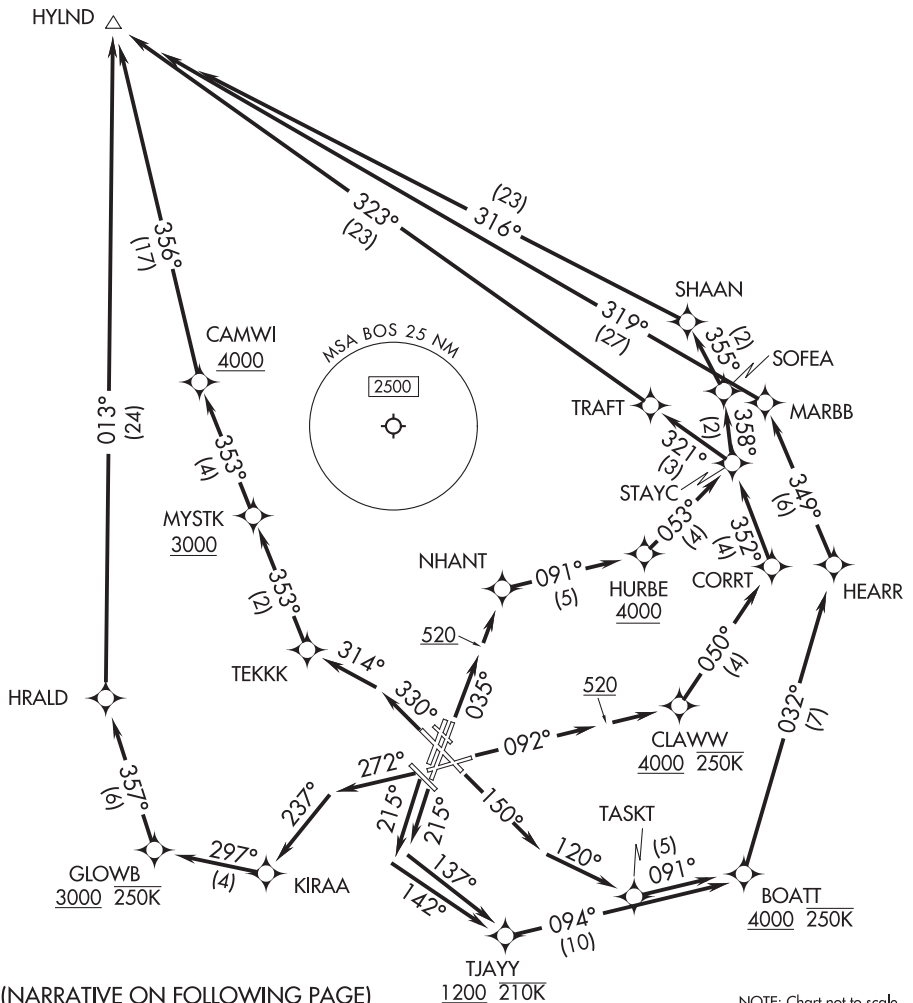 HYLND
(23)
316°
323°
(23)
356°
(17)
319°
(27)
SHAAN
(2)
355°
SOFEA
MSA BOS 25 NM
2500
CAMWI
4000
TRAFT
MARBB
013°
(24)
(2)
358°
321°
(3)
STAYC
353°
(4)
349°
(6)
MYSTK
3000
053°
(4)
352°
(4)
NHANT
091°
(5)
HURBE
4000
CORRT
HEARR
353°
(2)
520
TEKKK
314°
050°
(4)
330°
035°
520
HRALD
032°
(7)
092°
CLAWW
4000 250K
272°
357°
(6)
237°
215°
215°
150°
TASKT
(5)
091°
120°
GLOWB
3000 250K
297°
(4)
KIRAA
137°
142°
BOATT
4000 250K
094°
(10)
TJAYY
1200 210K
(NARRATIVE ON FOLLOWING PAGE)
NOTE: Chart not to scale